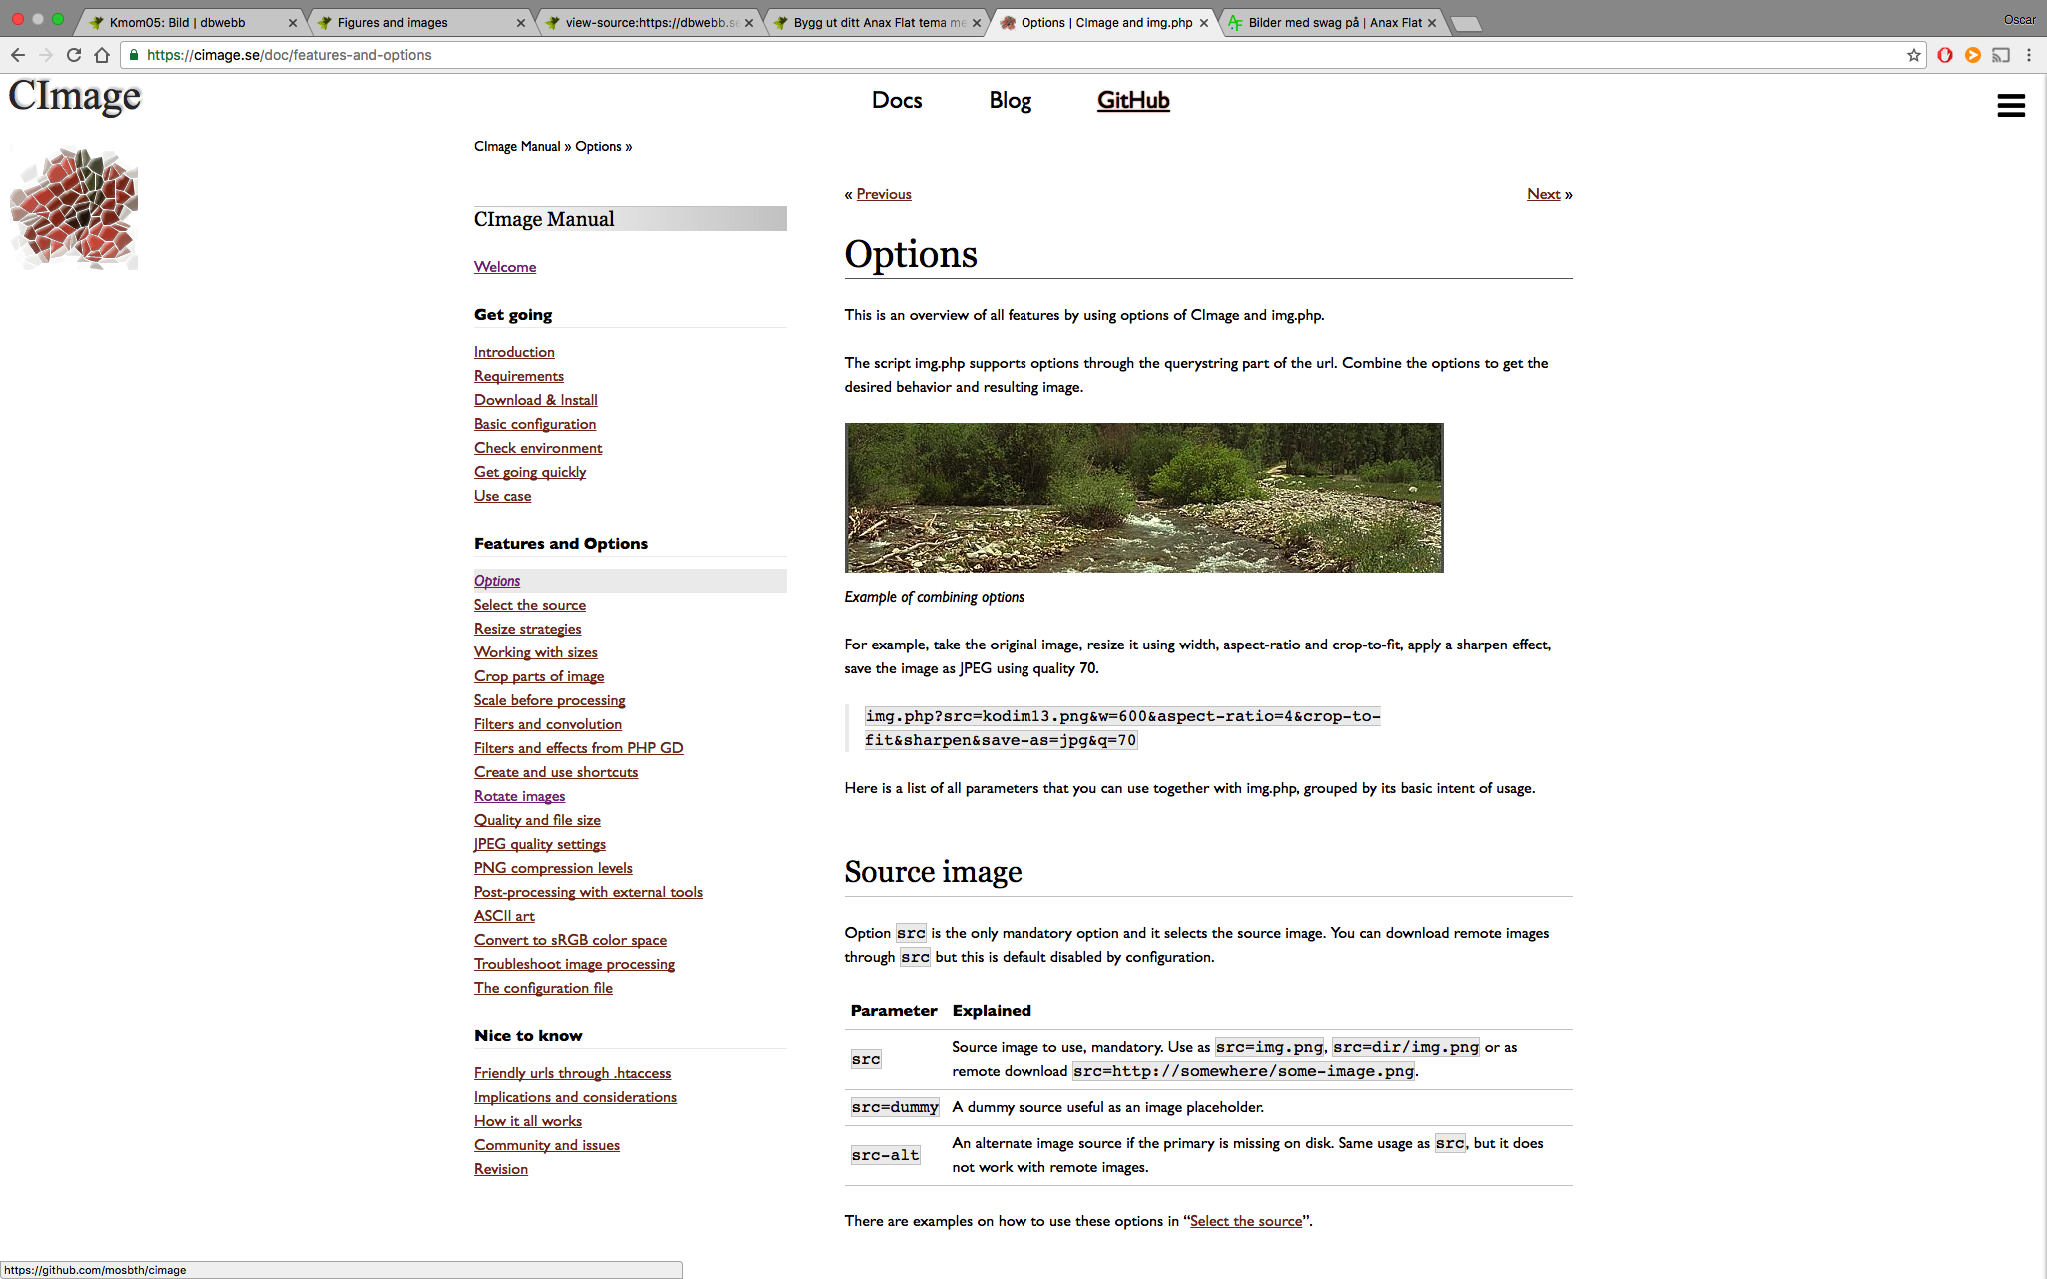 Kmom05: Bild | dbwebb
Figures and images
view-source:https://dbwebb.se
Bygg ut ditt Anax Flat tema me
Options | CImage and img.php
Bilder med swag på | Anax Flat
Oscar
https://cimage.se/doc/features-and-options
CImage
Docs
Blog
GitHub
CImage Manual » Options »
CImage Manual
Welcome
Get going
Introduction
Requirements
Download & Install
Basic configuration
Check environment
Get going quickly
Use case
Features and Options
Options
Select the source
Resize strategies
Working with sizes
Crop parts of image
Scale before processing
Filters and convolution
Filters and effects from PHP GD
Create and use shortcuts
Rotate images
Quality and file size
JPEG quality settings
PNG compression levels
Post-processing with external tools
ASCII art
Convert to sRGB color space
Troubleshoot image processing
The configuration file
Nice to know
Friendly urls through .htaccess
Implications and considerations
How it all works
Community and issues
Revision
« Previous
Next »
Options
This is an overview of all features by using options of CImage and img.php.
The script img.php supports options through the querystring part of the url. Combine the options to get the
desired behavior and resulting image.
Example of combining options
For example, take the original image, resize it using width, aspect-ratio and crop-to-fit, apply a sharpen effect,
save the image as JPEG using quality 70.
img.php?src=kodim13.png&w=600&aspect-ratio=4&crop-to-
fit&sharpen&save-as=jpg&q=70
Here is a list of all parameters that you can use together with img.php, grouped by its basic intent of usage.
Source image
Option src is the only mandatory option and it selects the source image. You can download remote images
through src but this is default disabled by configuration.
Parameter Explained
src Source image to use, mandatory. Use as src=img.png, src=dir/img.png or as
remote download src=http://somewhere/some-image.png.
src=dummy A dummy source useful as an image placeholder.
src-alt An alternate image source if the primary is missing on disk. Same usage as src, but it does
not work with remote images.
There are examples on how to use these options in “Select the source”.
https://github.com/mosbth/cimage